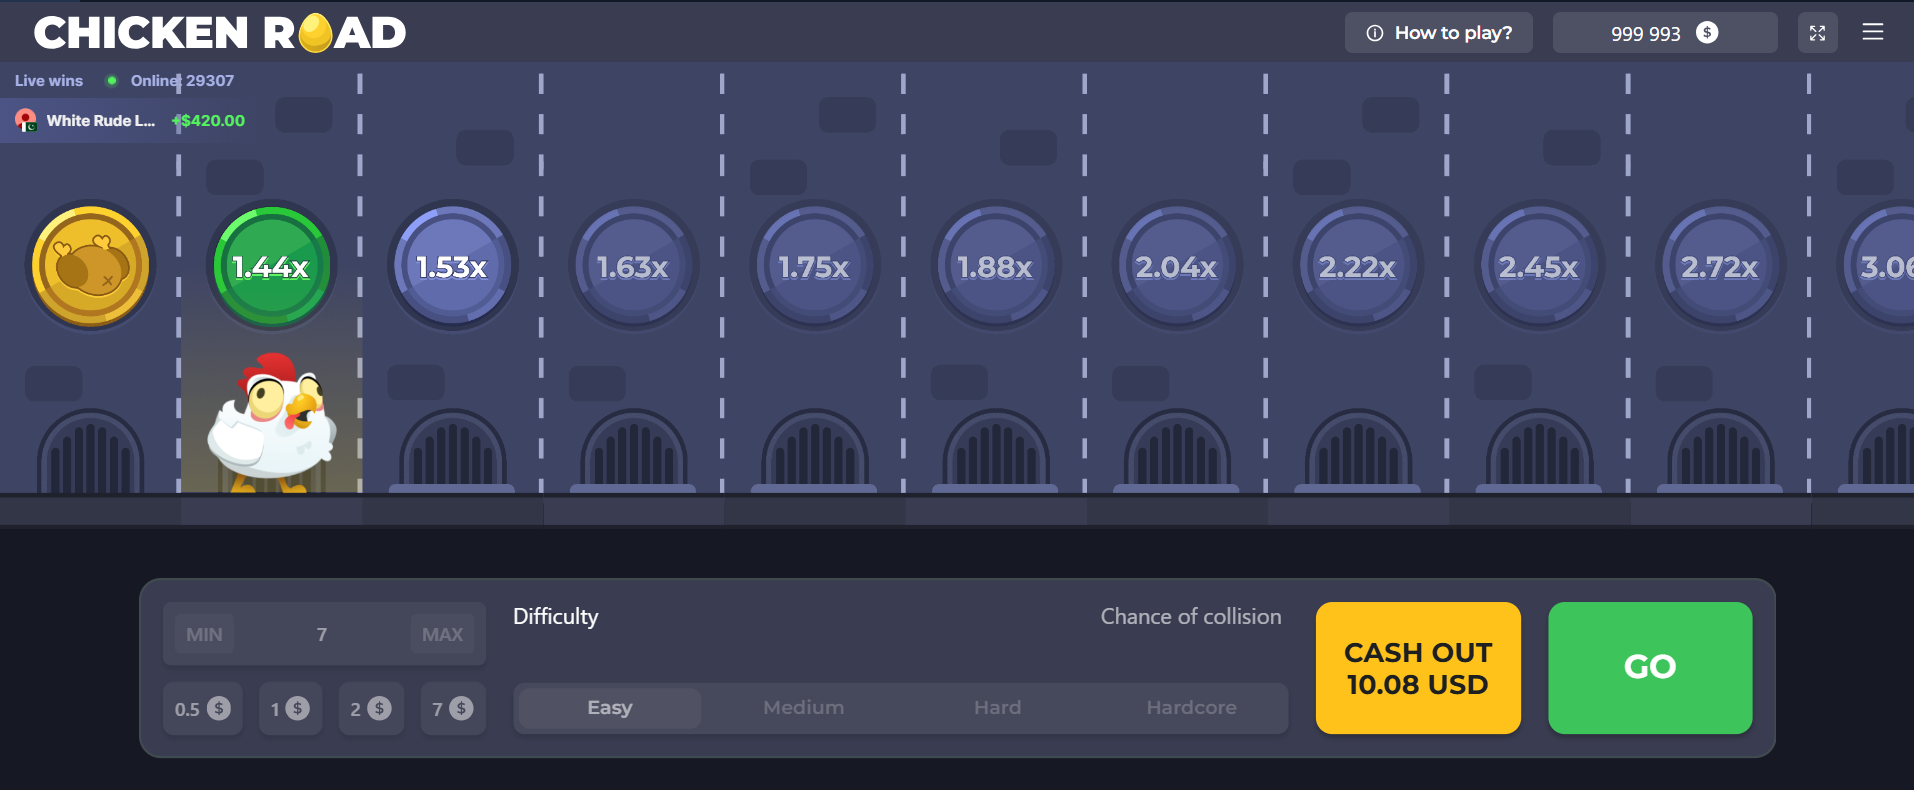 CHICKEN ROAD
How to play?
999 993 $
Live wins
Online: 29307
White Rude L...
+$420.00
1.44x
1.53x
1.63x
1.75x
1.88x
2.04x
2.22x
2.45x
2.72x
3.06
MIN
7
MAX
0.5 $
1 $
2 $
7 $
Difficulty
Chance of collision
Easy
Medium
Hard
Hardcore
CASH OUT
10.08 USD
GO